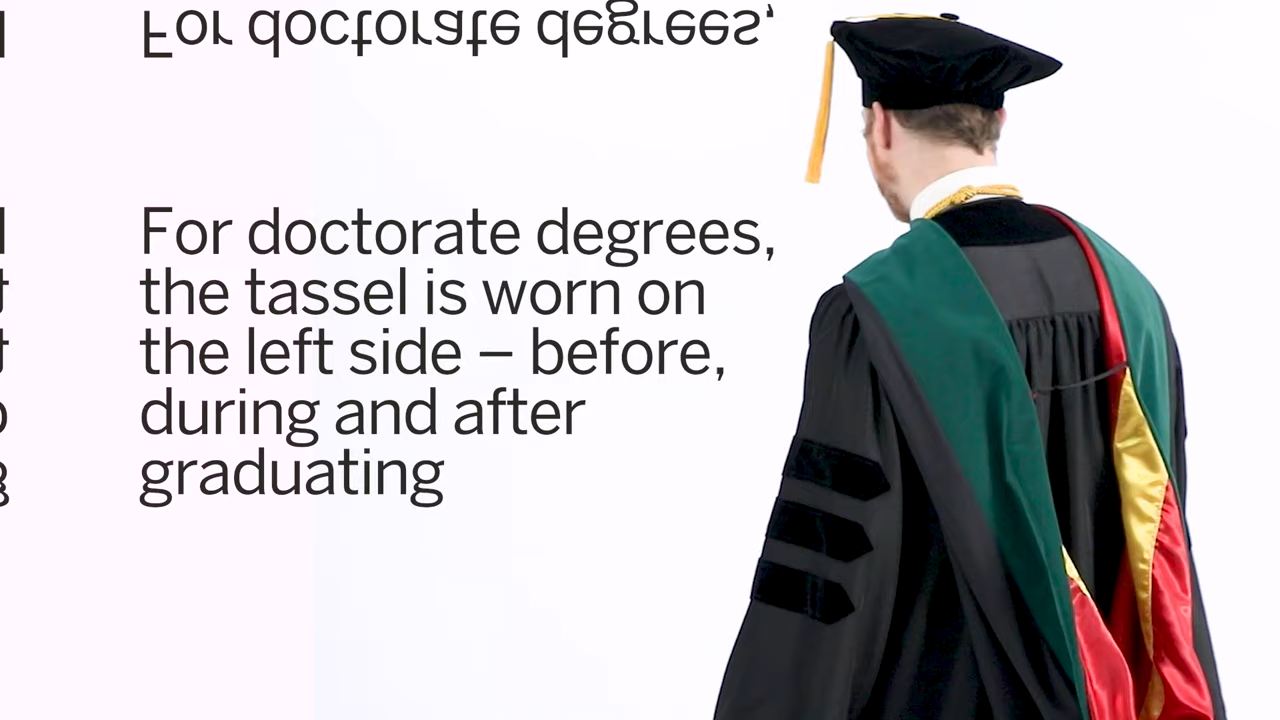 For doctorate degrees,
For doctorate degrees,
the tassel is worn on
the left side – before,
during and after
graduating